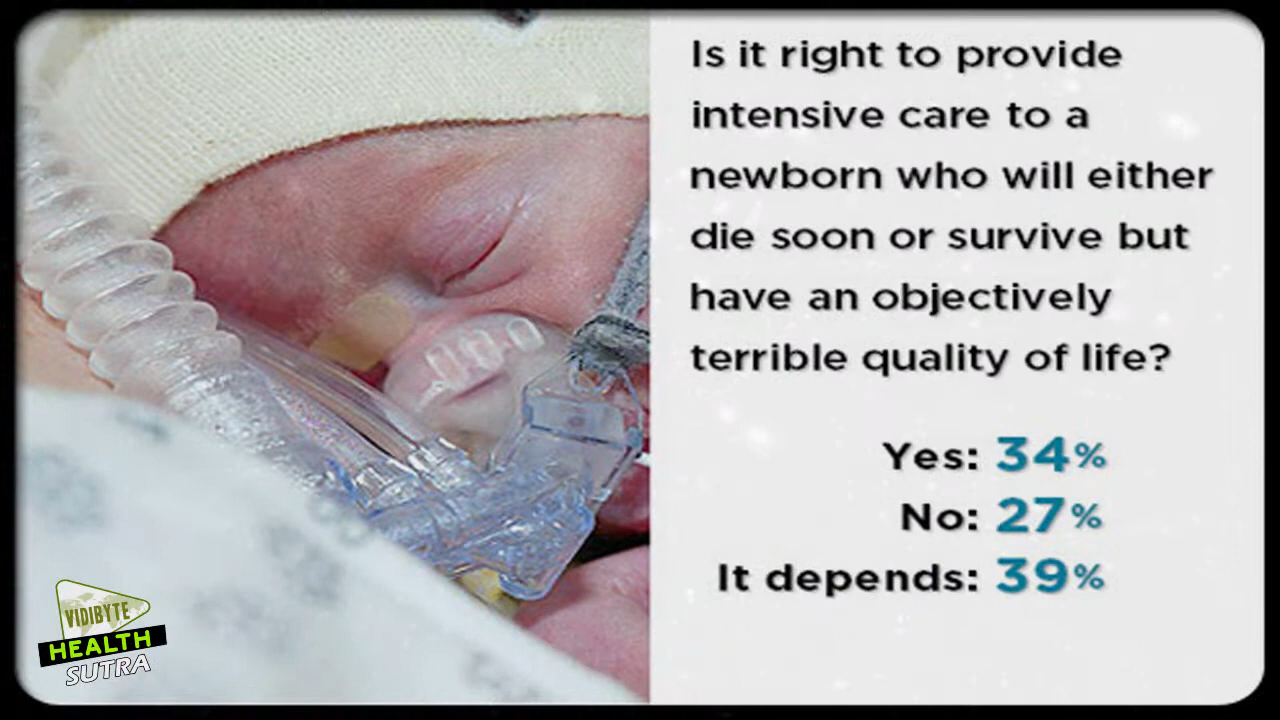 Is it right to provide
intensive care to a
newborn who will either
die soon or survive but
have an objectively
terrible quality of life?
Yes: 34%
No: 27%
It depends: 39%
VIDIBYTE
HEALTH
SUTRA